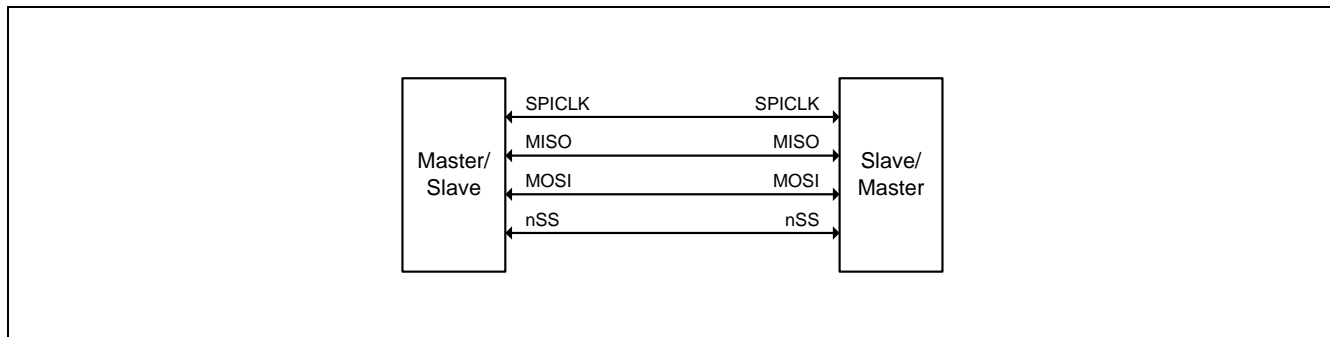 SPICLK SPICLK
MISO MISO
Master/ Slave/
Slave Master
MOSI MOSI
nSS nSS